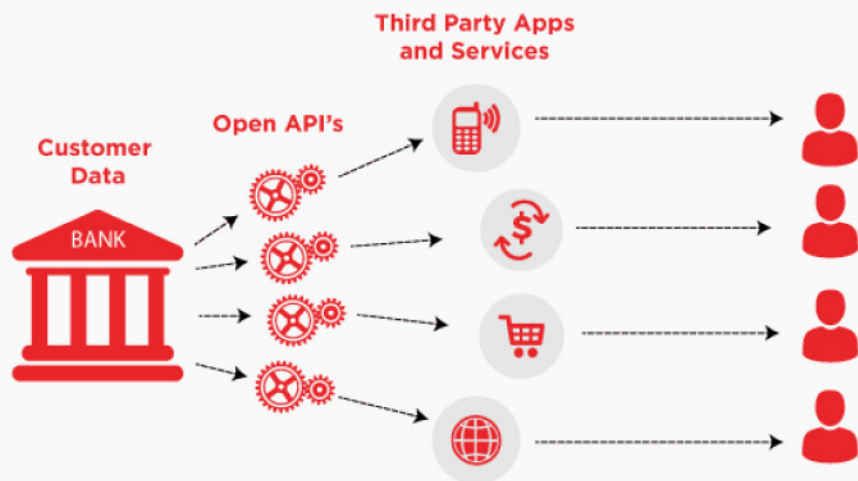 Third Party Apps
and Services
Open API's
Customer
Data
BANK
$